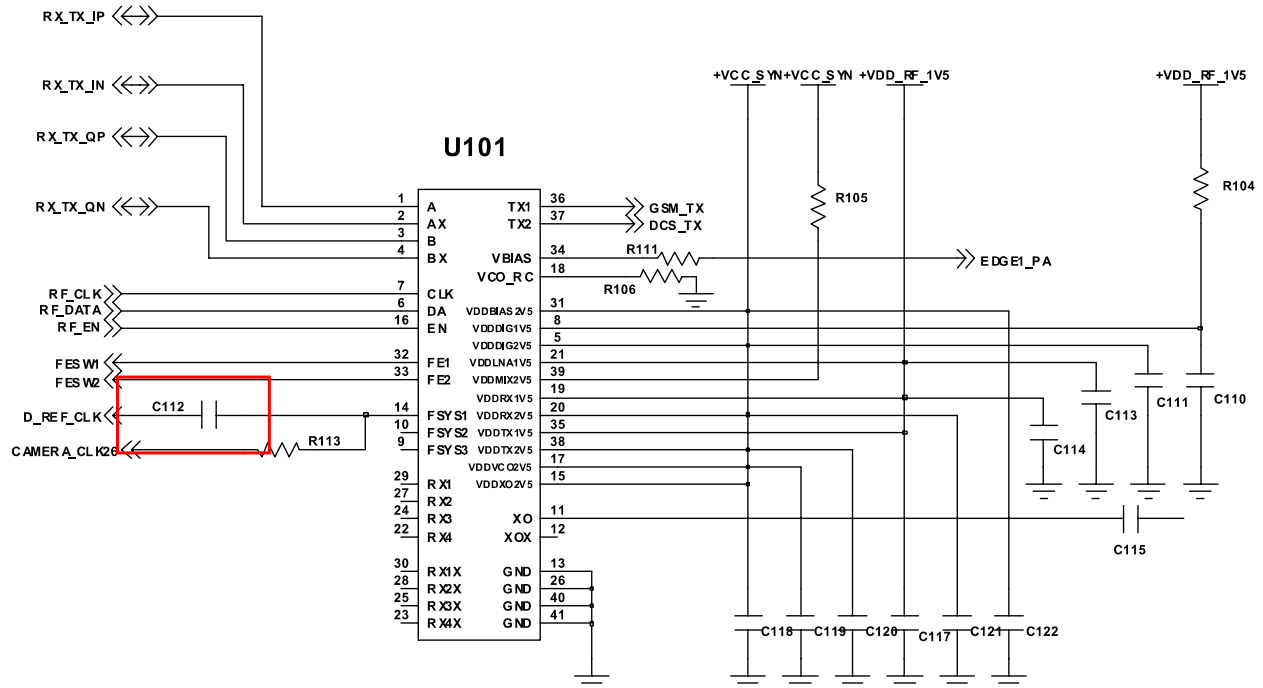 RX_TX_IP
RX_TX_IN
+VCC_SYN +VCC_SYN +VDD_RF_1V5 +VDD_RF_1V5
RX_TX_QP
U101
R104
R105
RX_TX_QN
1 A TX1 36 GSM_TX
2 AX TX2 37 DCS_TX
3 B
R111
4 BX VBIAS 34 EDGE1_PA
VCO_RC 18
R106
RF_CLK 7 CLK
RF_DATA 6 DA VDDBIAS2V5 31
RF_EN 16 EN VDDDIG1V5 8
VDDDIG2V5 5
FESW1 32 FE1 VDDLNA1V5 21
FESW2 33 FE2 VDDMIX2V5 39
VDDRX1V5 19
C112
C113 C111 C110
D_REF_CLK 14 FSYS1 VDDRX2V5 20
10 FSYS2 VDDTX1V5 35
CAMERA_CLK26 R113 9 FSYS3 VDDTX2V5 38
C114
VDDVCO2V5 17
29 RX1 VDDXO2V5 15
27 RX2
24 RX3 XO 11
22 RX4 XOX 12
C115
30 RX1X GND 13
28 RX2X GND 26
25 RX3X GND 40
23 RX4X GND 41
C118 C119 C120 C117 C121 C122